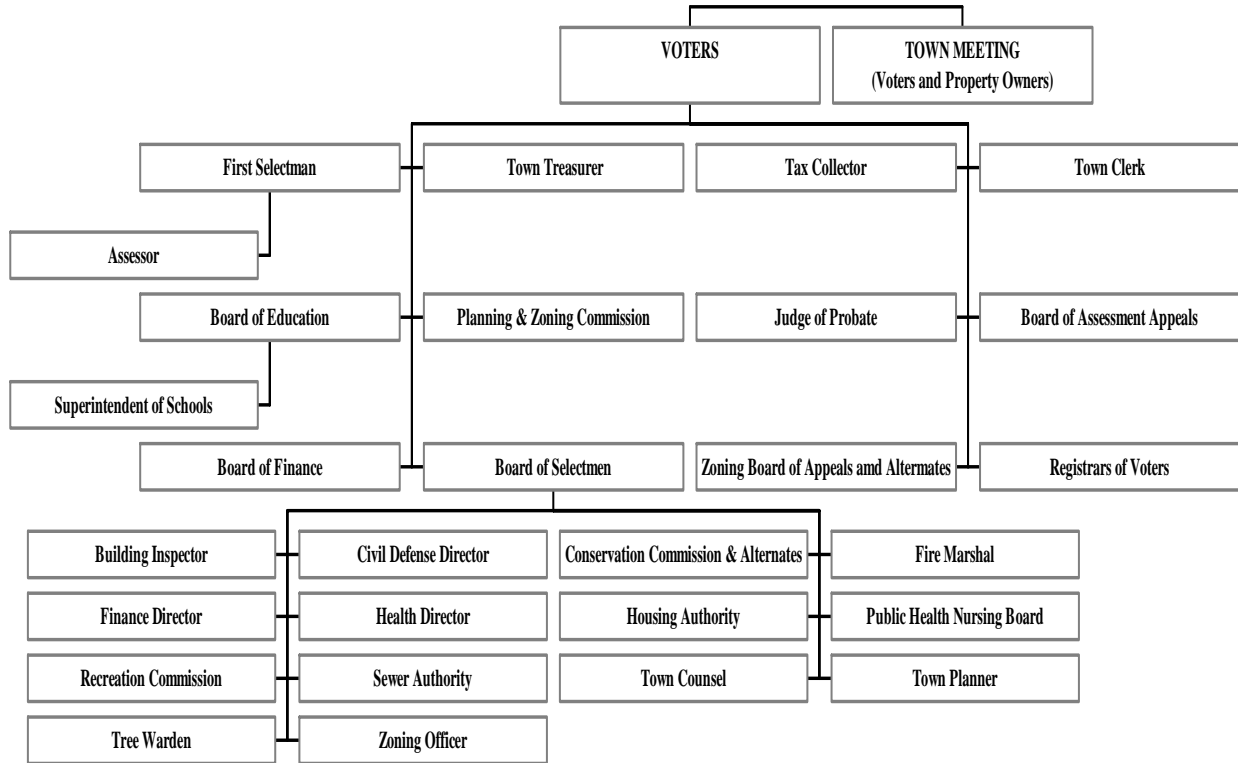 VOTERS
TOWN MEETING
(Voters and Property Owners)
First Selectman
Town Treasurer
Tax Collector
Town Clerk
Assessor
Board of Education
Planning & Zoning Commission
Judge of Probate
Board of Assessment Appeals
Superintendent of Schools
Board of Finance
Board of Selectmen
Zoning Board of Appeals amd Altermates
Registrars of Voters
Building Inspector
Civil Defense Director
Conservation Commission & Alternates
Fire Marshal
Finance Director
Health Director
Housing Authority
Public Health Nursing Board
Recreation Commission
Sewer Authority
Town Counsel
Town Planner
Tree Warden
Zoning Officer